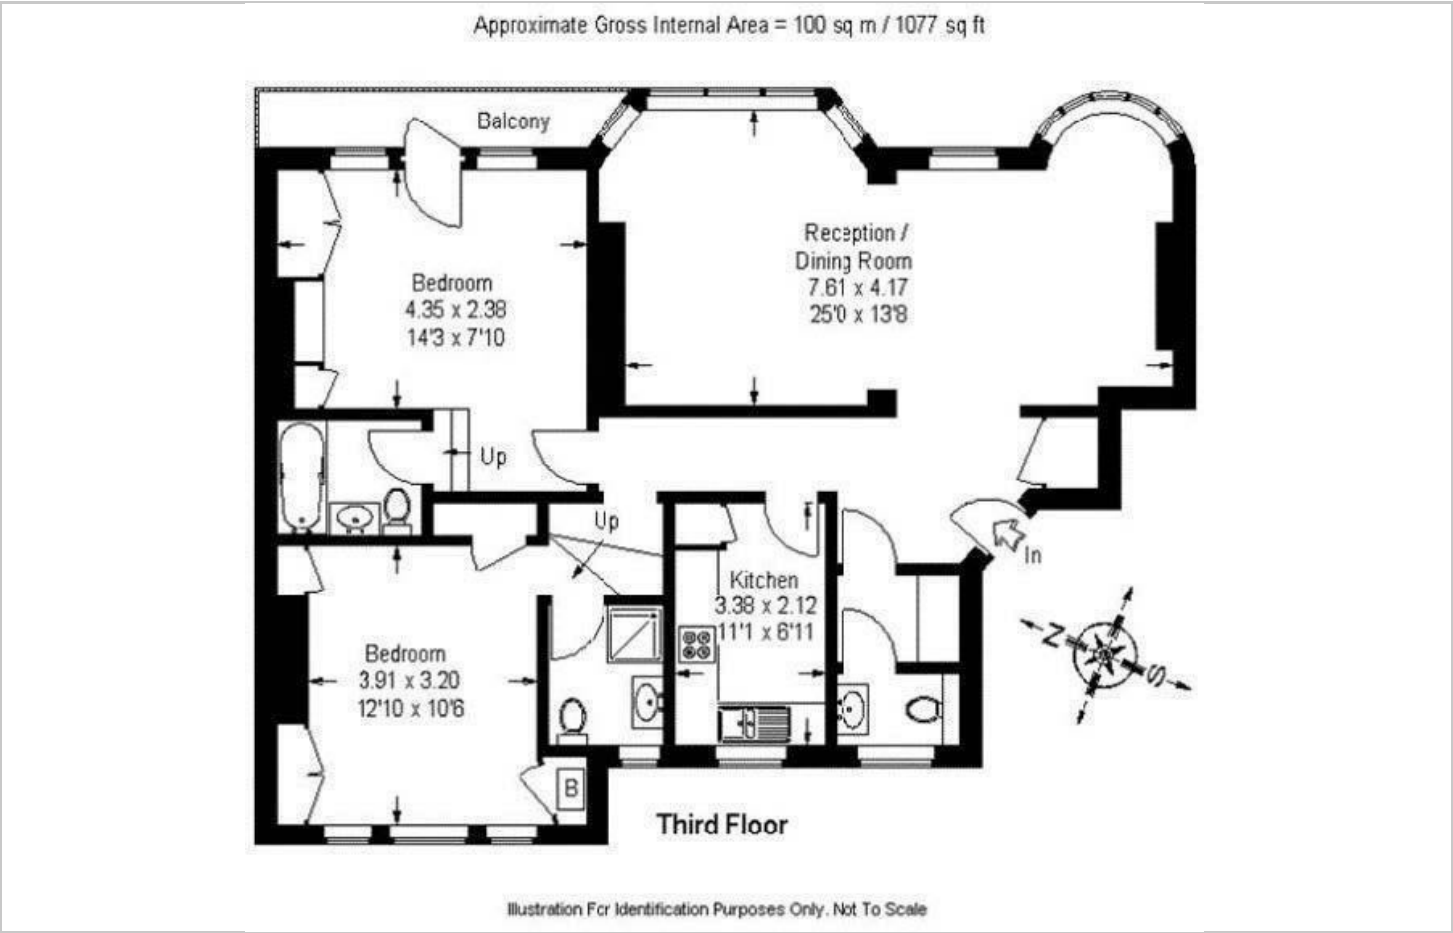 Approximate Gross Internal Area = 100 sq m / 1077 sq ft
Balcony
Reception /
Dining Room
7.61 x 4.17
25'0 x 13'8
Bedroom
4.35 x 2.38
14'3 x 7'10
Up
Up
In
Kitchen
3.38 x 2.12
11'1 x 6'11
N
S
Bedroom
3.91 x 3.20
12'10 x 10'6
B
Third Floor
Illustration For Identification Purposes Only. Not To Scale